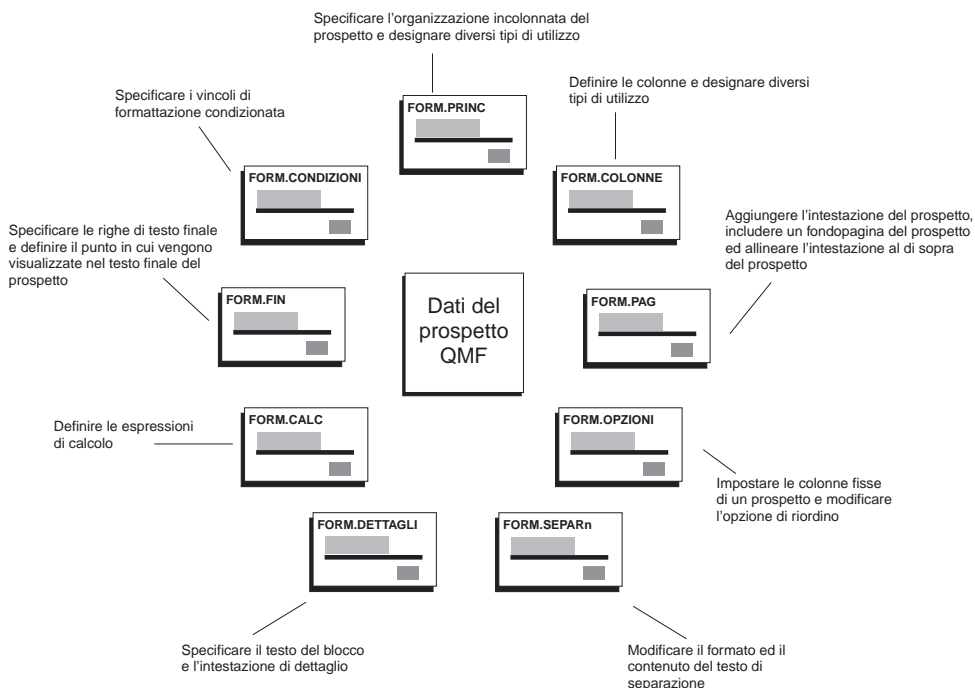 Specificare l'organizzazione incolonnata del
prospetto e designare diversi tipi di utilizzo
FORM.PRINC
Specificare i vincoli di
formattazione condizionata
FORM.CONDIZIONI
Definire le colonne e designare diversi
tipi di utilizzo
FORM.COLONNE
Specificare le righe di testo finale
e definire il punto in cui vengono
visualizzate nel testo finale del
prospetto
FORM.FIN
Dati del
prospetto
QMF
Aggiungere l'intestazione del prospetto,
includere un fondopagina del prospetto
ed allineare l'intestazione al di sopra
del prospetto
FORM.PAG
Definire le espressioni
di calcolo
FORM.CALC
FORM.OPZIONI
Impostare le colonne fisse
di un prospetto e modificare
l'opzione di riordino
FORM.DETTAGLI
FORM.SEPARn
Specificare il testo del blocco
e l'intestazione di dettaglio
Modificare il formato ed il
contenuto del testo di
separazione